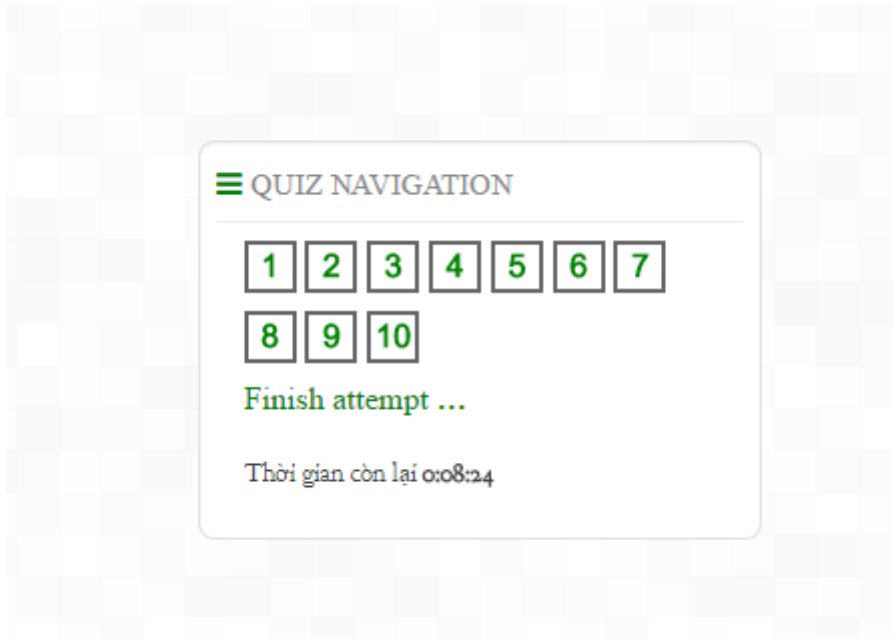 QUIZ NAVIGATION
1 2 3 4 5 6 7
8 9 10
Finish attempt ...
Thời gian còn lại 0:08:24